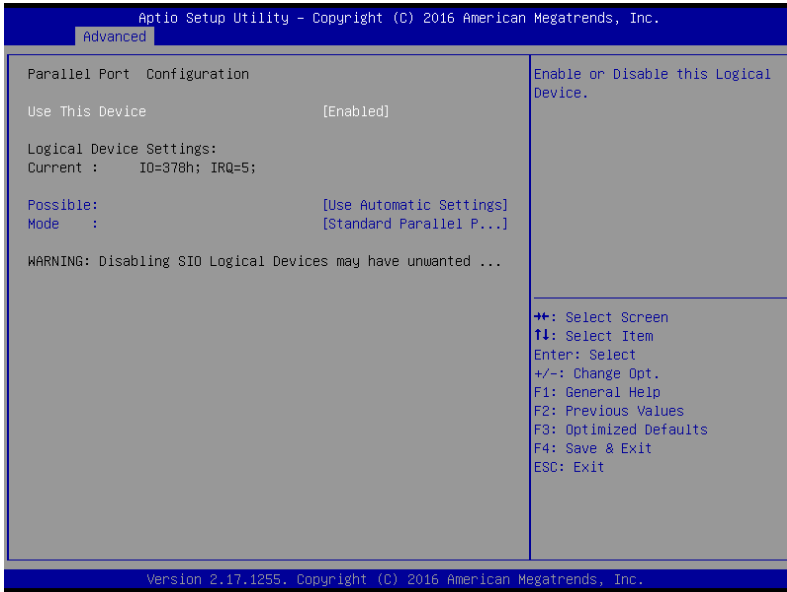 Aptio Setup Utility – Copyright (C) 2016 American Megatrends, Inc.
Advanced
Parallel Port Configuration
Use This Device [Enabled]
Logical Device Settings:
Current : IO=378h; IRQ=5;
Possible: [Use Automatic Settings]
Mode : [Standard Parallel P...]
WARNING: Disabling SIO Logical Devices may have unwanted ...
Enable or Disable this Logical
Device.
→←: Select Screen
↑↓: Select Item
Enter: Select
+/-: Change Opt.
F1: General Help
F2: Previous Values
F3: Optimized Defaults
F4: Save & Exit
ESC: Exit
Version 2.17.1255. Copyright (C) 2016 American Megatrends, Inc.